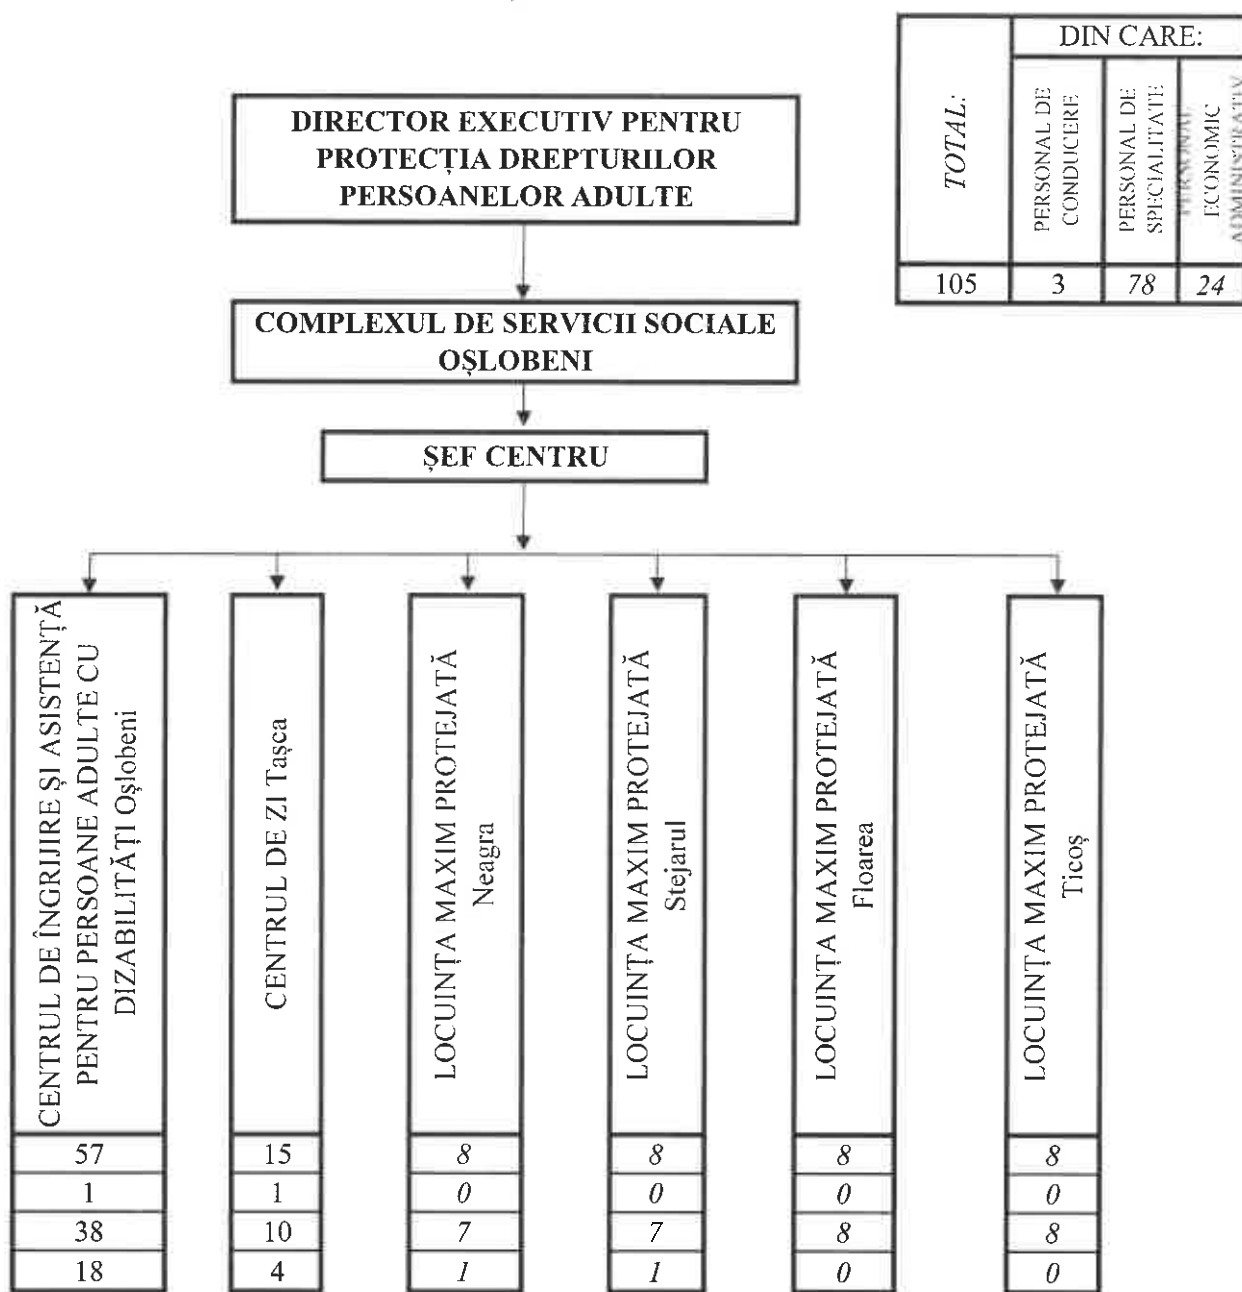 DIN CARE:
TOTAL:
PERSONAL DE
CONDUCERE
PERSONAL DE
SPECIALITATE
PERSONAL
ECONOMIC
ADMINISTRATIV
105 3 78 24
DIRECTOR EXECUTIV PENTRU
PROTECȚIA DREPTURILOR
PERSOANELOR ADULTE
COMPLEXUL DE SERVICII SOCIALE
OȘLOBENI
ȘEF CENTRU
CENTRUL DE ÎNGRIJIRE ȘI ASISTENȚĂ
PENTRU PERSOANE ADULTE CU
DIZABILITĂȚI Oșlobeni
CENTRUL DE ZI Tașca
LOCUINȚA MAXIM PROTEJATĂ
Neagra
LOCUINȚA MAXIM PROTEJATĂ
Stejarul
LOCUINȚA MAXIM PROTEJATĂ
Floarea
LOCUINȚA MAXIM PROTEJATĂ
Ticoș
57 15 8 8 8 8
1 1 0 0 0 0
38 10 7 7 8 8
18 4 1 1 0 0